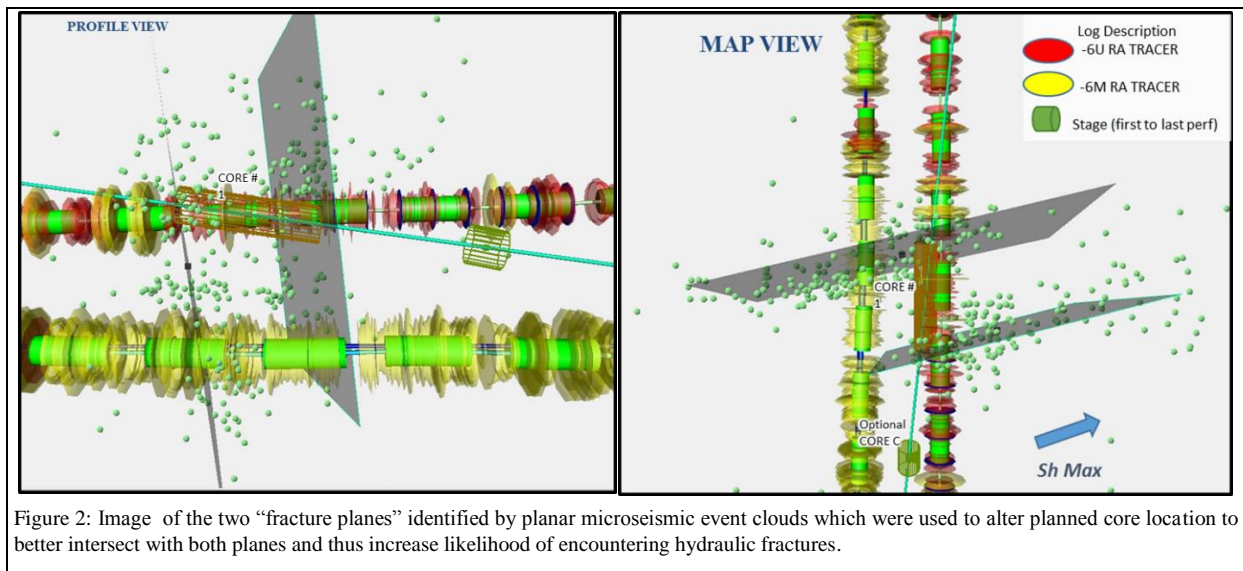 PROFILE VIEW
CORE #
1
MAP VIEW
Log Description
-6U RA TRACER
-6M RA TRACER
Stage (first to last perf)
CORE #
1
Optional
CORE C
Sh Max
Figure 2: Image of the two “fracture planes” identified by planar microseismic event clouds which were used to alter planned core location to
better intersect with both planes and thus increase likelihood of encountering hydraulic fractures.